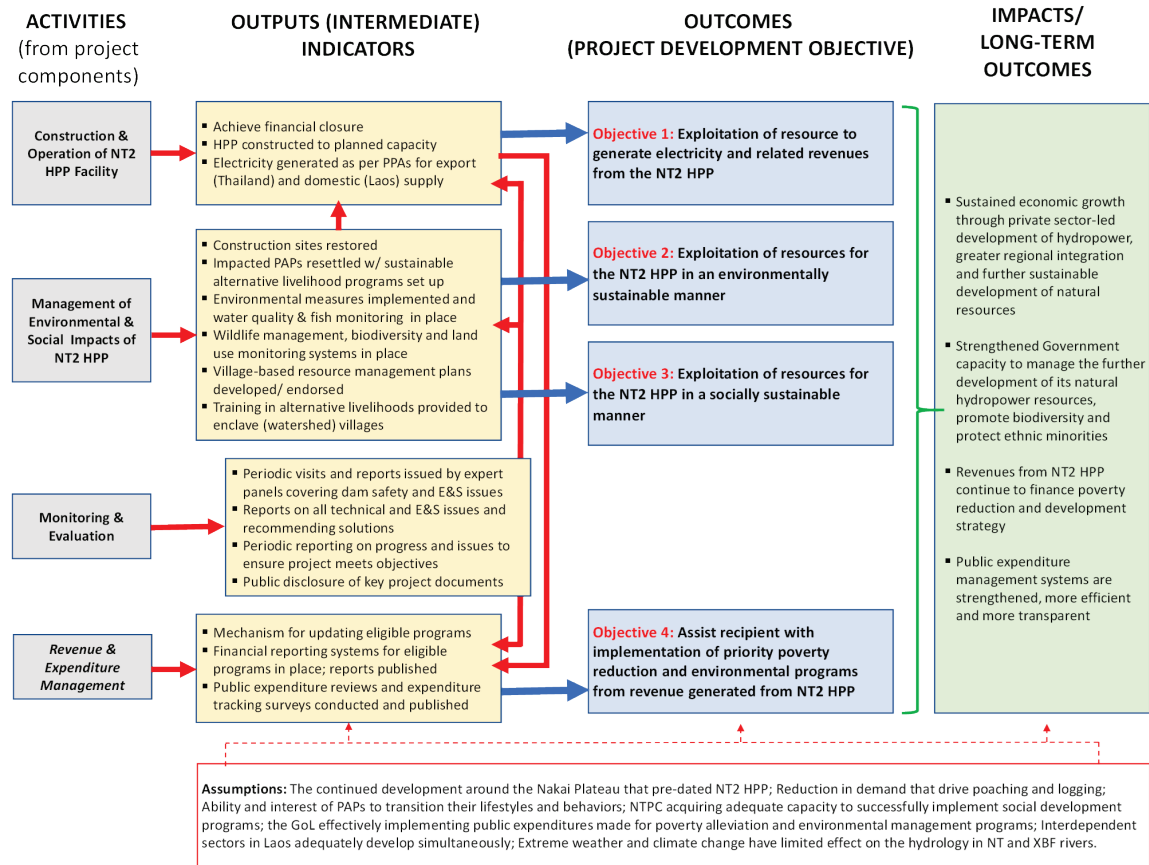 ACTIVITIES
(from project
components)
OUTPUTS (INTERMEDIATE)
INDICATORS
OUTCOMES
(PROJECT DEVELOPMENT OBJECTIVE)
IMPACTS/
LONG-TERM
OUTCOMES
Construction &
Operation of NT2
HPP Facility
▪ Achieve financial closure
▪ HPP constructed to planned capacity
▪ Electricity generated as per PPAs for export
(Thailand) and domestic (Laos) supply
Objective 1: Exploitation of resource to
generate electricity and related revenues
from the NT2 HPP
Management of
Environmental &
Social Impacts of
NT2 HPP
▪ Construction sites restored
▪ Impacted PAPs resettled w/ sustainable
alternative livelihood programs set up
▪ Environmental measures implemented and
water quality & fish monitoring in place
▪ Wildlife management, biodiversity and land
use monitoring systems in place
▪ Village-based resource management plans
developed/ endorsed
▪ Training in alternative livelihoods provided to
enclave (watershed) villages
Objective 2: Exploitation of resources for
the NT2 HPP in an environmentally
sustainable manner
Objective 3: Exploitation of resources for
the NT2 HPP in a socially sustainable
manner
Monitoring &
Evaluation
▪ Periodic visits and reports issued by expert
panels covering dam safety and E&S issues
▪ Reports on all technical and E&S issues and
recommending solutions
▪ Periodic reporting on progress and issues to
ensure project meets objectives
▪ Public disclosure of key project documents
Revenue &
Expenditure
Management
▪ Mechanism for updating eligible programs
▪ Financial reporting systems for eligible
programs in place; reports published
▪ Public expenditure reviews and expenditure
tracking surveys conducted and published
Objective 4: Assist recipient with
implementation of priority poverty
reduction and environmental programs
from revenue generated from NT2 HPP
▪ Sustained economic growth
through private sector-led
development of hydropower,
greater regional integration
and further sustainable
development of natural
resources
▪ Strengthened Government
capacity to manage the further
development of its natural
hydropower resources,
promote biodiversity and
protect ethnic minorities
▪ Revenues from NT2 HPP
continue to finance poverty
reduction and development
strategy
▪ Public expenditure
management systems are
strengthened, more efficient
and more transparent
Assumptions: The continued development around the Nakai Plateau that pre-dated NT2 HPP; Reduction in demand that drive poaching and logging;
Ability and interest of PAPs to transition their lifestyles and behaviors; NTPC acquiring adequate capacity to successfully implement social development
programs; the GoL effectively implementing public expenditures made for poverty alleviation and environmental management programs; Interdependent
sectors in Laos adequately develop simultaneously; Extreme weather and climate change have limited effect on the hydrology in NT and XBF rivers.